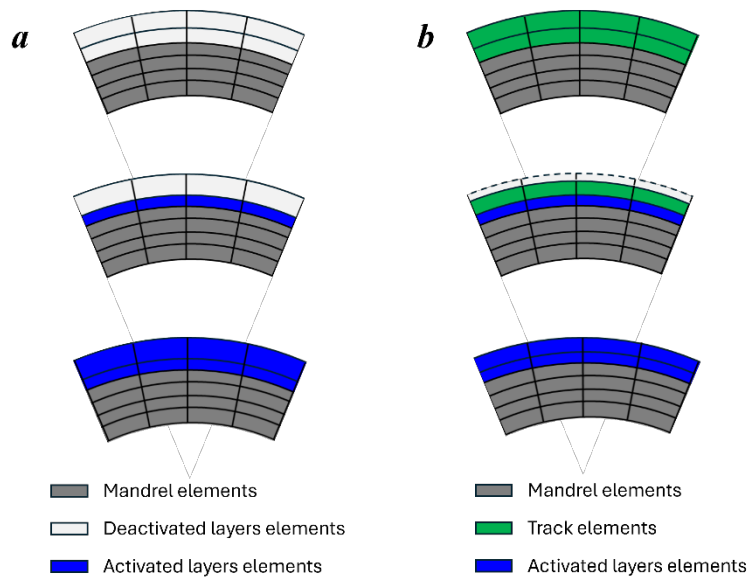 a
b
Mandrel elements
Deactivated layers elements
Activated layers elements
Mandrel elements
Track elements
Activated layers elements